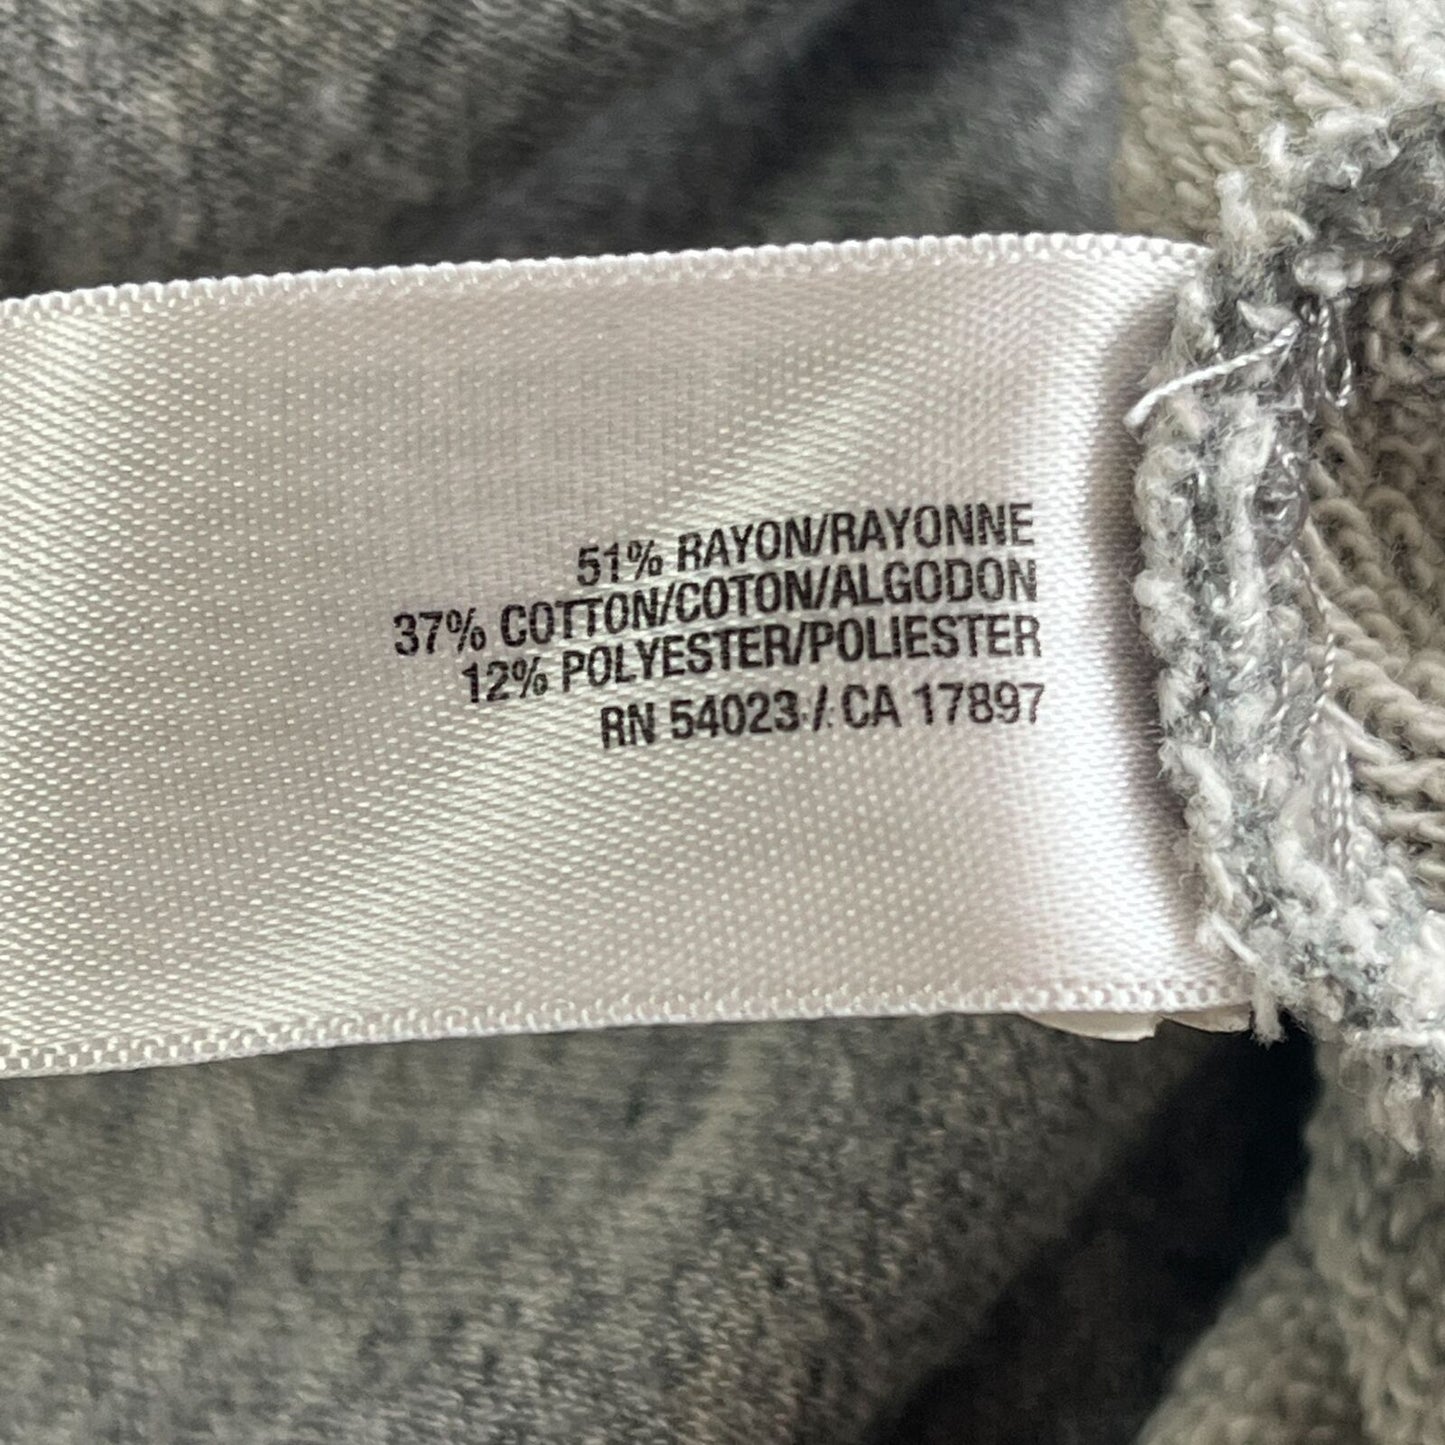 51% RAYON/RAYONNE
37% COTTON/COTON/ALGODON
12% POLYESTER/POLIESTER
RN 54023 / CA 17897